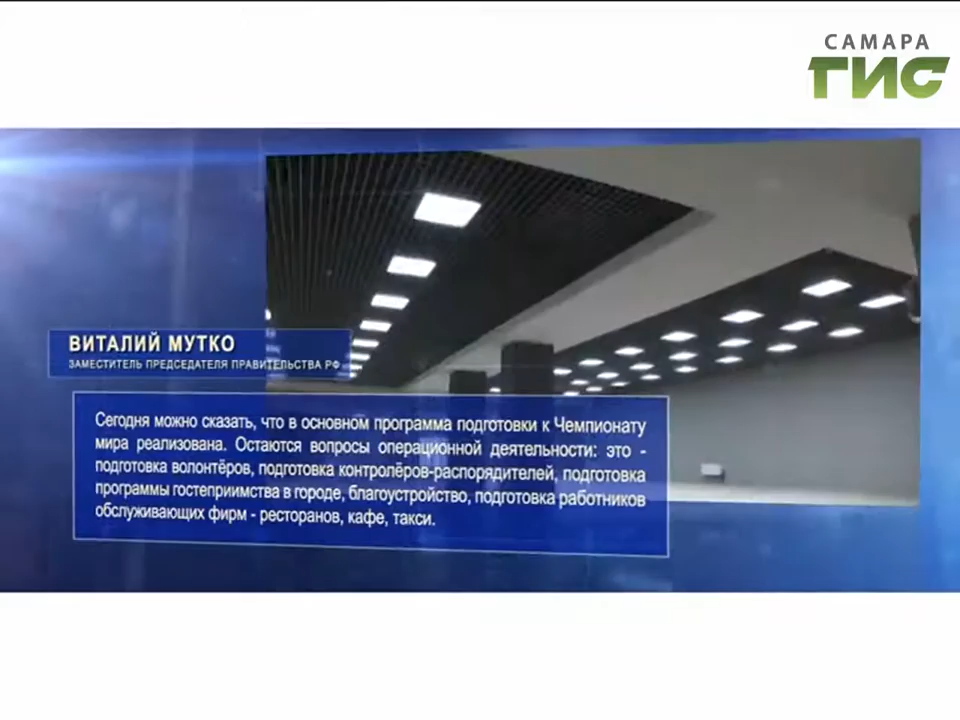 САМАРА
ГИС
ВИТАЛИЙ МУТКО
ЗАМЕСТИТЕЛЬ ПРЕДСЕДАТЕЛЯ ПРАВИТЕЛЬСТВА РФ
Сегодня можно сказать, что в основном программа подготовки к Чемпионату
мира реализована. Остаются вопросы операционной деятельности: это -
подготовка волонтёров, подготовка контролёров-распорядителей, подготовка
программы гостеприимства в городе, благоустройство, подготовка работников
обслуживающих фирм - ресторанов, кафе, такси.